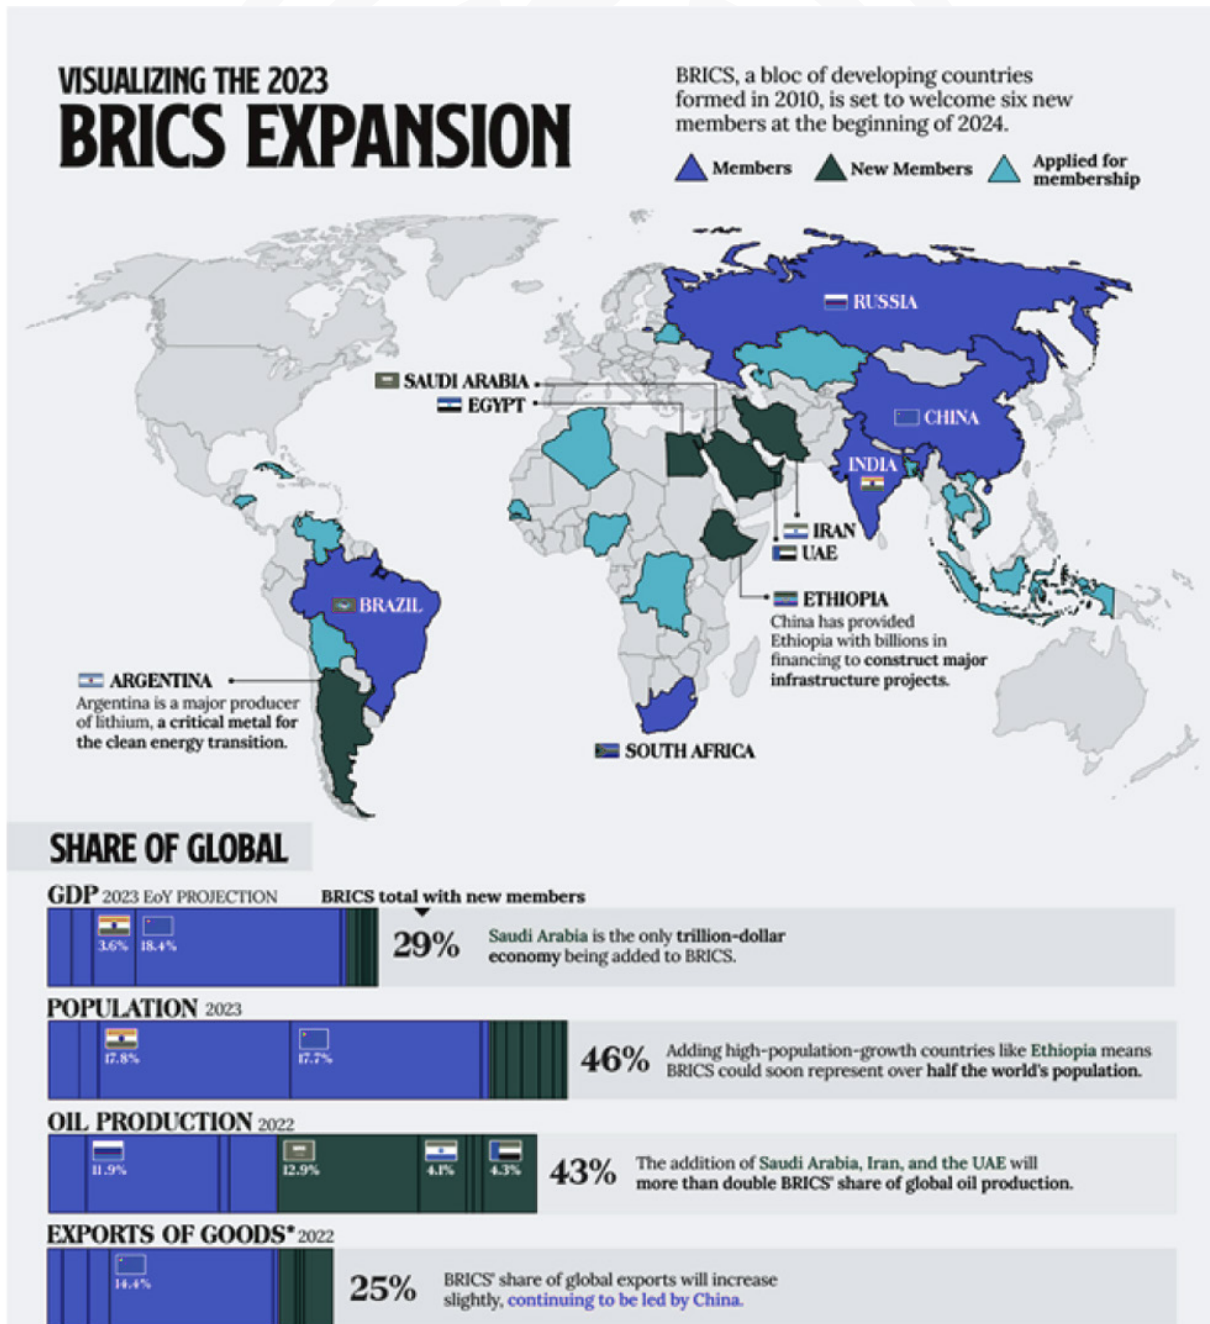 VISUALIZING THE 2023
BRICS EXPANSION
BRICS, a bloc of developing countries
formed in 2010, is set to welcome six new
members at the beginning of 2024.
Members
New Members
Applied for
membership
RUSSIA
SAUDI ARABIA
EGYPT
CHINA
INDIA
IRAN
UAE
BRAZIL
ETHIOPIA
China has provided
Ethiopia with billions in
financing to construct major
infrastructure projects.
ARGENTINA
Argentina is a major producer
of lithium, a critical metal for
the clean energy transition.
SOUTH AFRICA
SHARE OF GLOBAL
GDP 2023 EoY PROJECTION
BRICS total with new members
3.6%
18.4%
29%
Saudi Arabia is the only trillion-dollar
economy being added to BRICS.
POPULATION 2023
17.8%
17.7%
46%
Adding high-population-growth countries like Ethiopia means
BRICS could soon represent over half the world's population.
OIL PRODUCTION 2022
11.9%
12.9%
4.1%
4.3%
43%
The addition of Saudi Arabia, Iran, and the UAE will
more than double BRICS' share of global oil production.
EXPORTS OF GOODS* 2022
14.4%
25%
BRICS' share of global exports will increase
slightly, continuing to be led by China.